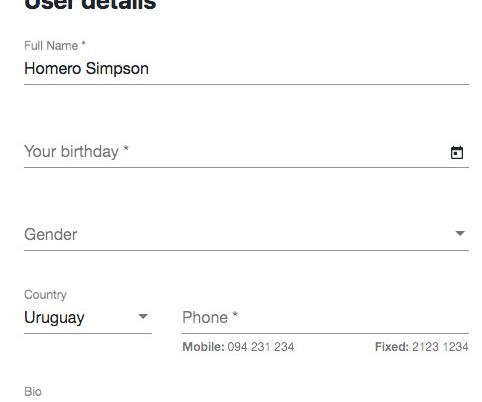 User details
Full Name *
Homero Simpson
Your birthday *
Gender
Country
Uruguay
Phone *
Mobile: 094 231 234 Fixed: 2123 1234
Bio